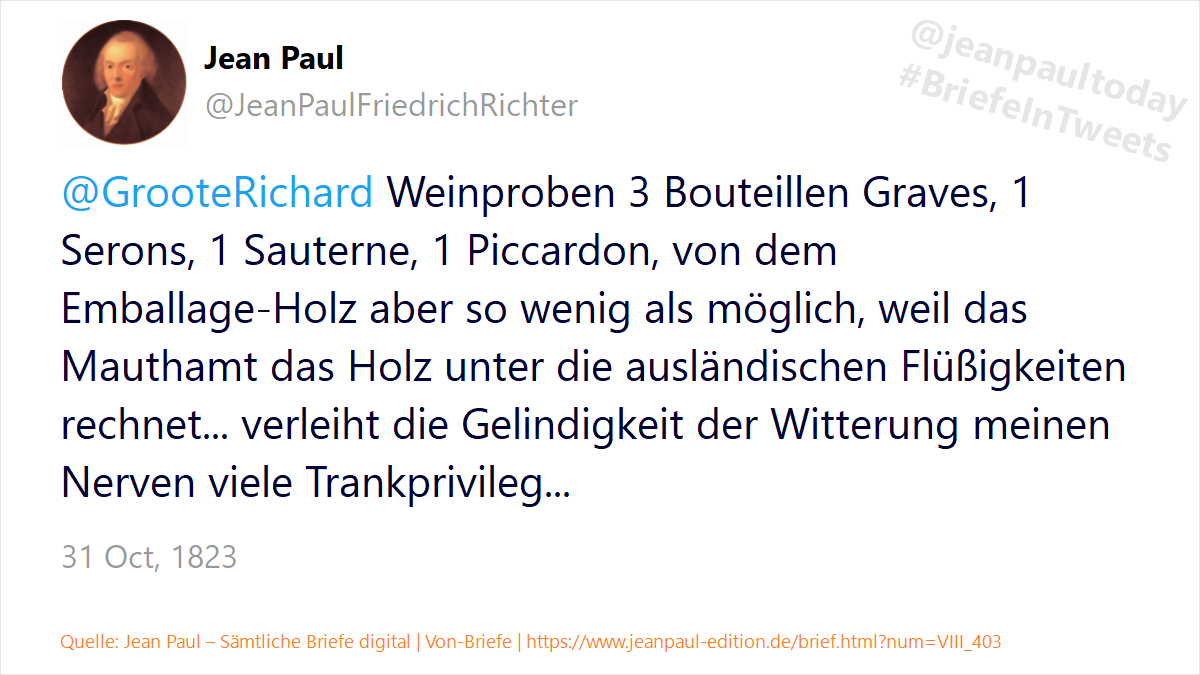 Jean Paul
@JeanPaulFriedrichRichter
@jeanpaultoday
#BriefeInTweets
@GrooteRichard Weinproben 3 Bouteillen Graves, 1
Serons, 1 Sauterne, 1 Piccardon, von dem
Emballage-Holz aber so wenig als möglich, weil das
Mauthamt das Holz unter die ausländischen Flüßigkeiten
rechnet... verleiht die Gelindigkeit der Witterung meinen
Nerven viele Trankprivileg...
31 Oct, 1823
Quelle: Jean Paul – Sämtliche Briefe digital | Von-Briefe | https://www.jeanpaul-edition.de/brief.html?num=VIII_403